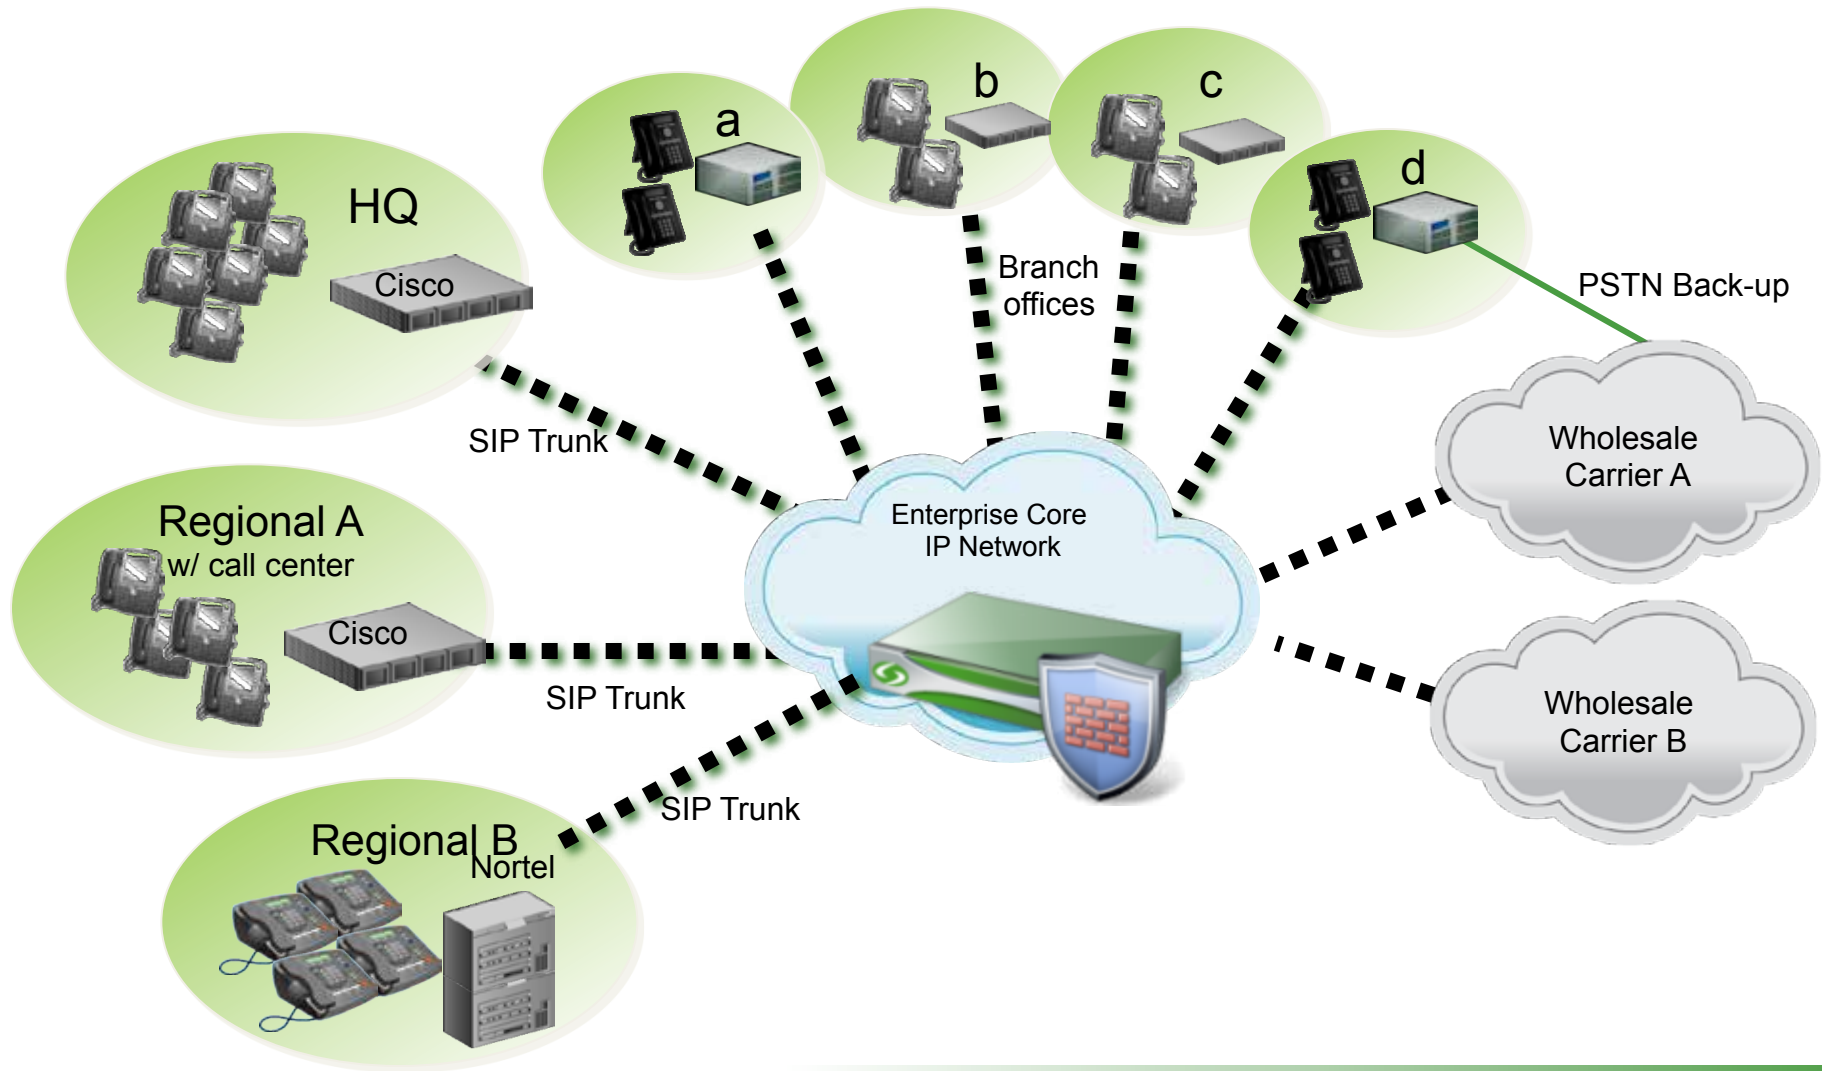 a
b
c
d
HQ
Cisco
Branch
offices
PSTN Back-up
SIP Trunk
Wholesale
Carrier A
Regional A
w/ call center
Cisco
Enterprise Core
IP Network
SIP Trunk
Wholesale
Carrier B
SIP Trunk
Regional B
Nortel